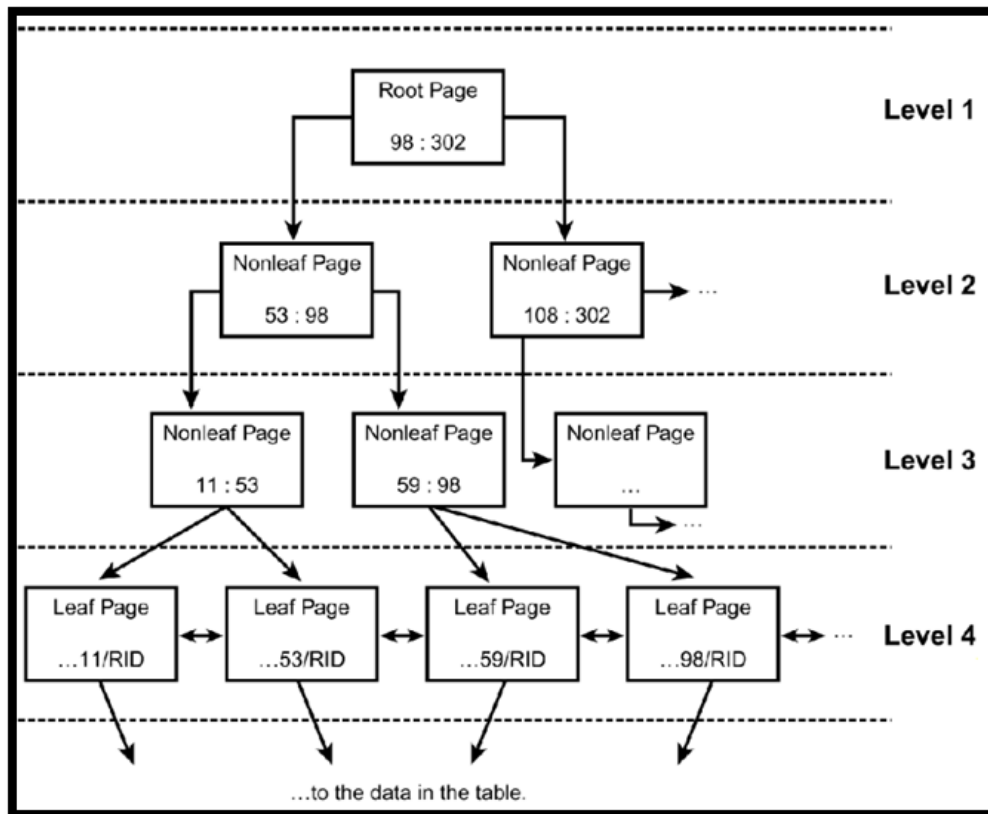 Root Page
98 : 302
Level 1
Nonleaf Page
53 : 98
Nonleaf Page
108 : 302
...
Level 2
Nonleaf Page
11 : 53
Nonleaf Page
59 : 98
Nonleaf Page
...
...
Level 3
Leaf Page
...11/RID
Leaf Page
...53/RID
Leaf Page
...59/RID
Leaf Page
...98/RID
...
Level 4
...to the data in the table.